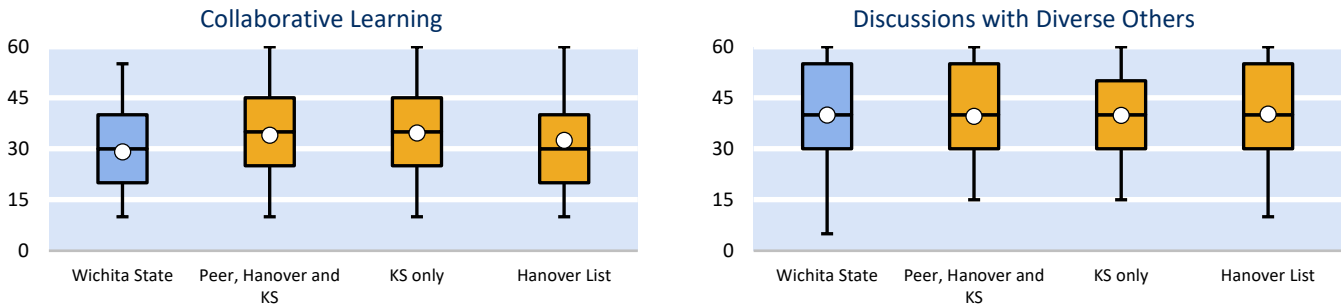 Collaborative Learning
60
45
30
15
0
Wichita State
Peer, Hanover and
KS
KS only
Hanover List
Discussions with Diverse Others
60
45
30
15
0
Wichita State
Peer, Hanover and
KS
KS only
Hanover List